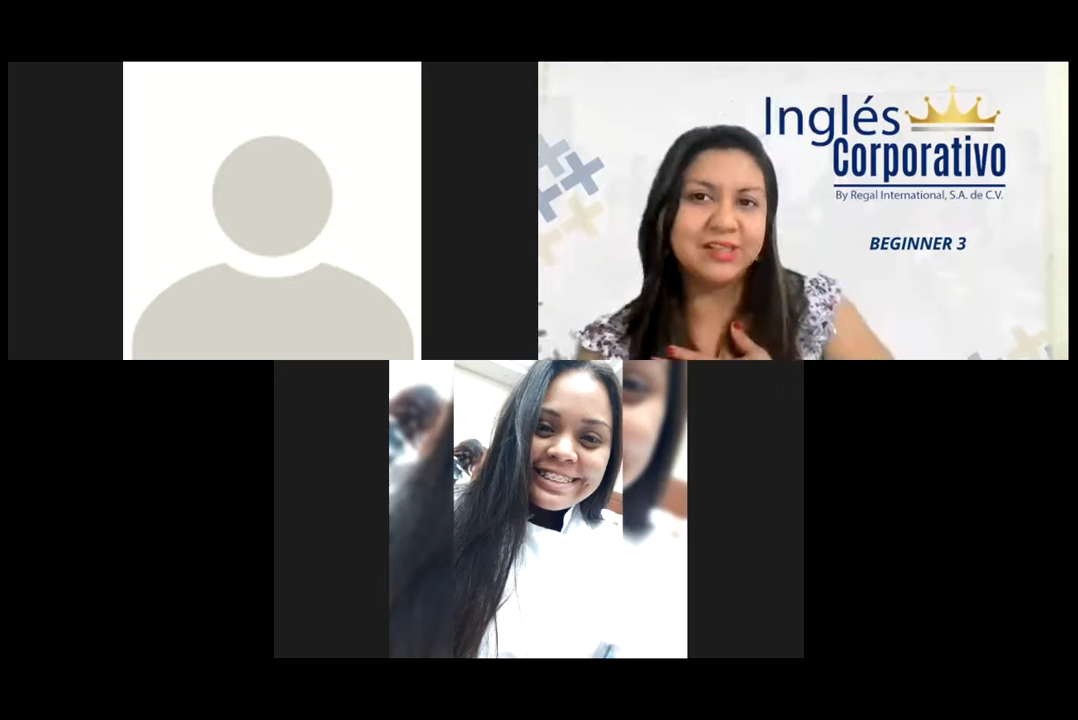 Inglés
Corporativo
By Regal International, S.A. de C.V.
BEGINNER 3